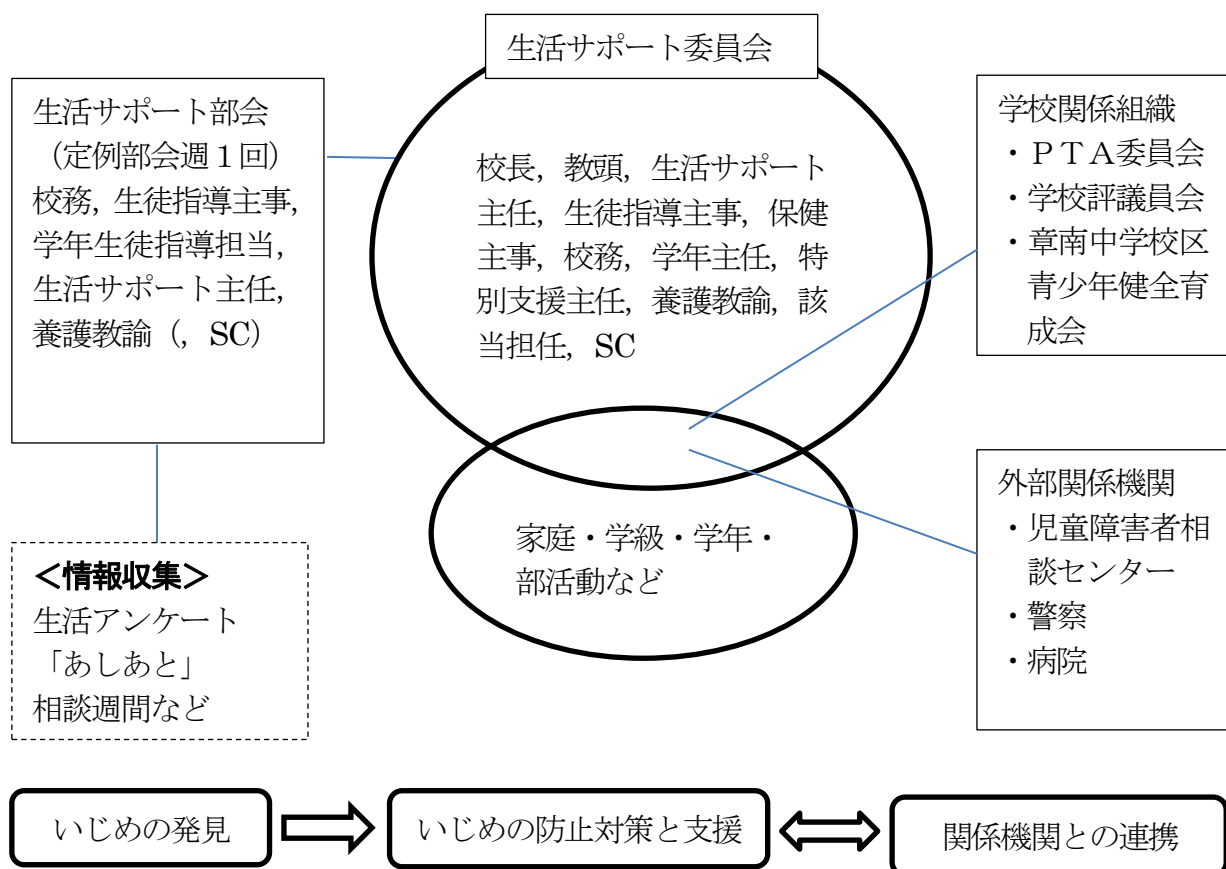 生活サポート委員会
生活サポート部会
（定例部会週１回）
校務，生徒指導主事，
学年生徒指導担当，
生活サポート主任，
養護教諭（，SC）
＜情報収集＞
生活アンケート
「あしあと」
相談週間など
校長，教頭，生活サポート
主任，生徒指導主事，保健
主事，校務，学年主任，特
別支援主任，養護教諭，該
当担任，SC
家庭・学級・学年・
部活動など
学校関係組織
・ＰＴＡ委員会
・学校評議員会
・章南中学校区
青少年健全育
成会
外部関係機関
・児童障害者相
談センター
・警察
・病院
いじめの発見
いじめの防止対策と支援
関係機関との連携